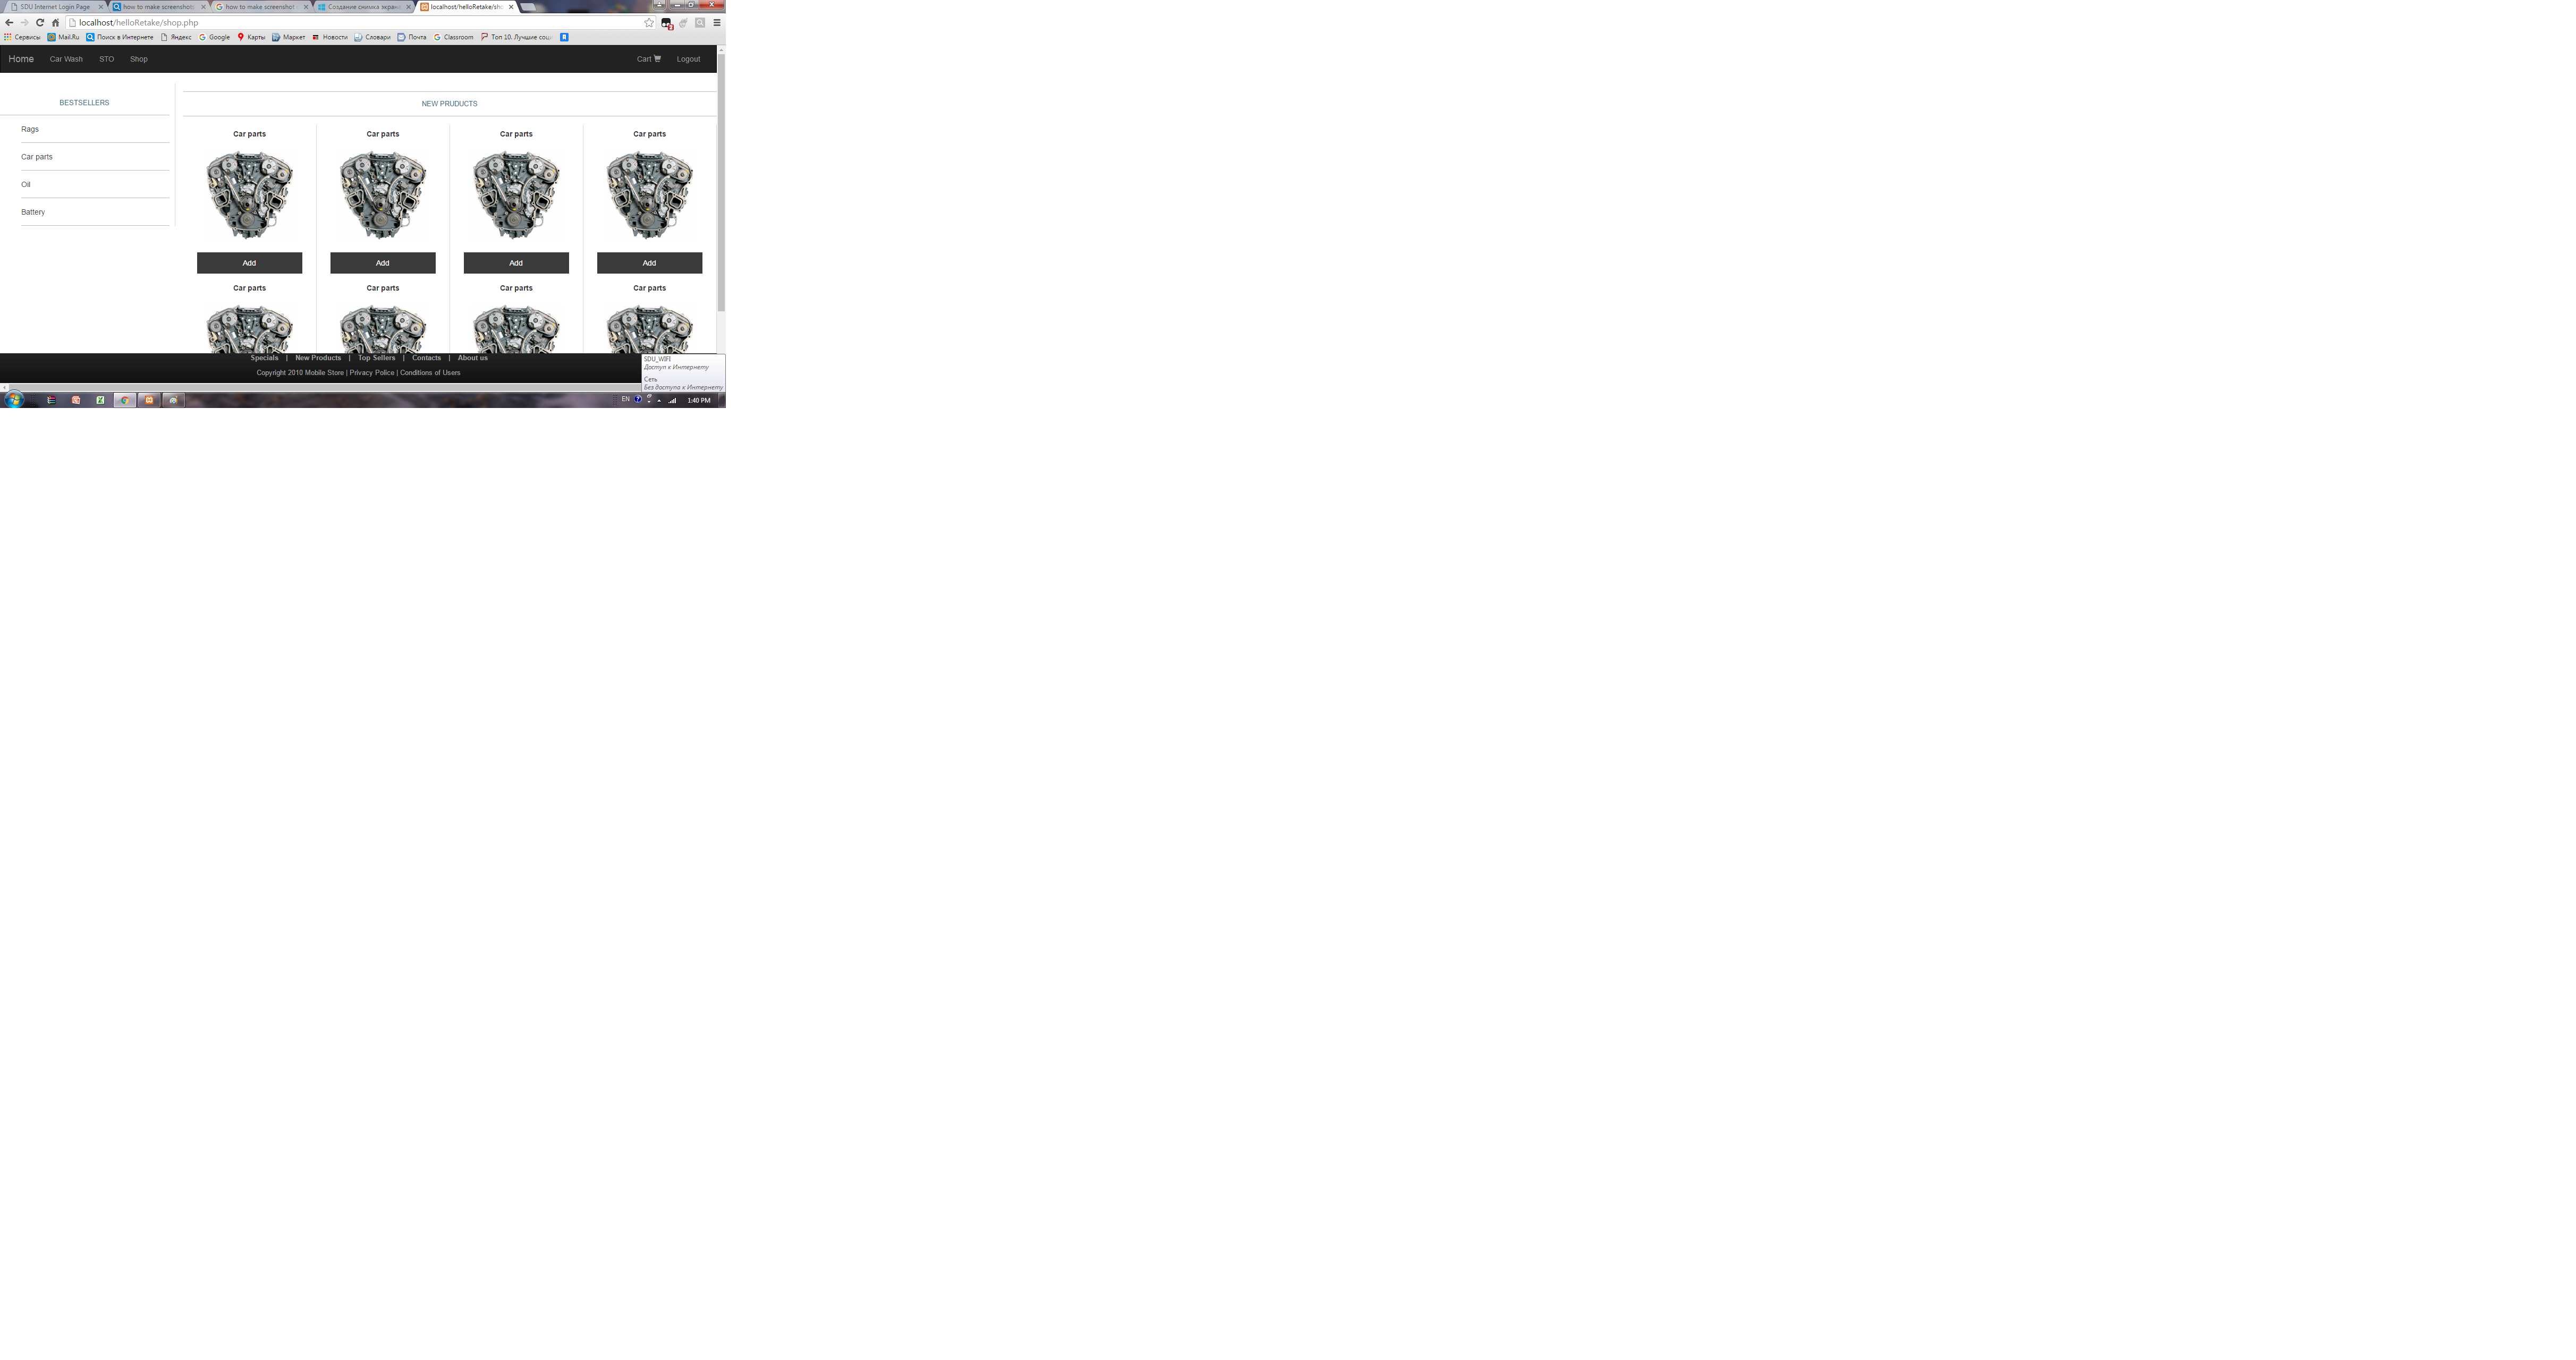 SDU Internet Login Page how to make screenshot how to make screenshot Создание снимка экрана localhost/helloRetake/sho
localhost/helloRetake/shop.php
Сервисы Mail.Ru Поиск в Интернете Яндекс Google Карты Маркет Новости Словари Почта Classroom Топ 10. Лучшие соц
Home Car Wash STO Shop Cart Logout
BESTSELLERS
Rags
Car parts
Oil
Battery
NEW PRUDUCTS
Car parts Car parts Car parts Car parts
Add Add Add Add
Car parts Car parts Car parts Car parts
Specials | New Products | Top Sellers | Contacts | About us
Copyright 2010 Mobile Store | Privacy Police | Conditions of Users
SDU_WIFI
Доступ к Интернету
Сеть
Без доступа к Интернету
EN 1:40 PM